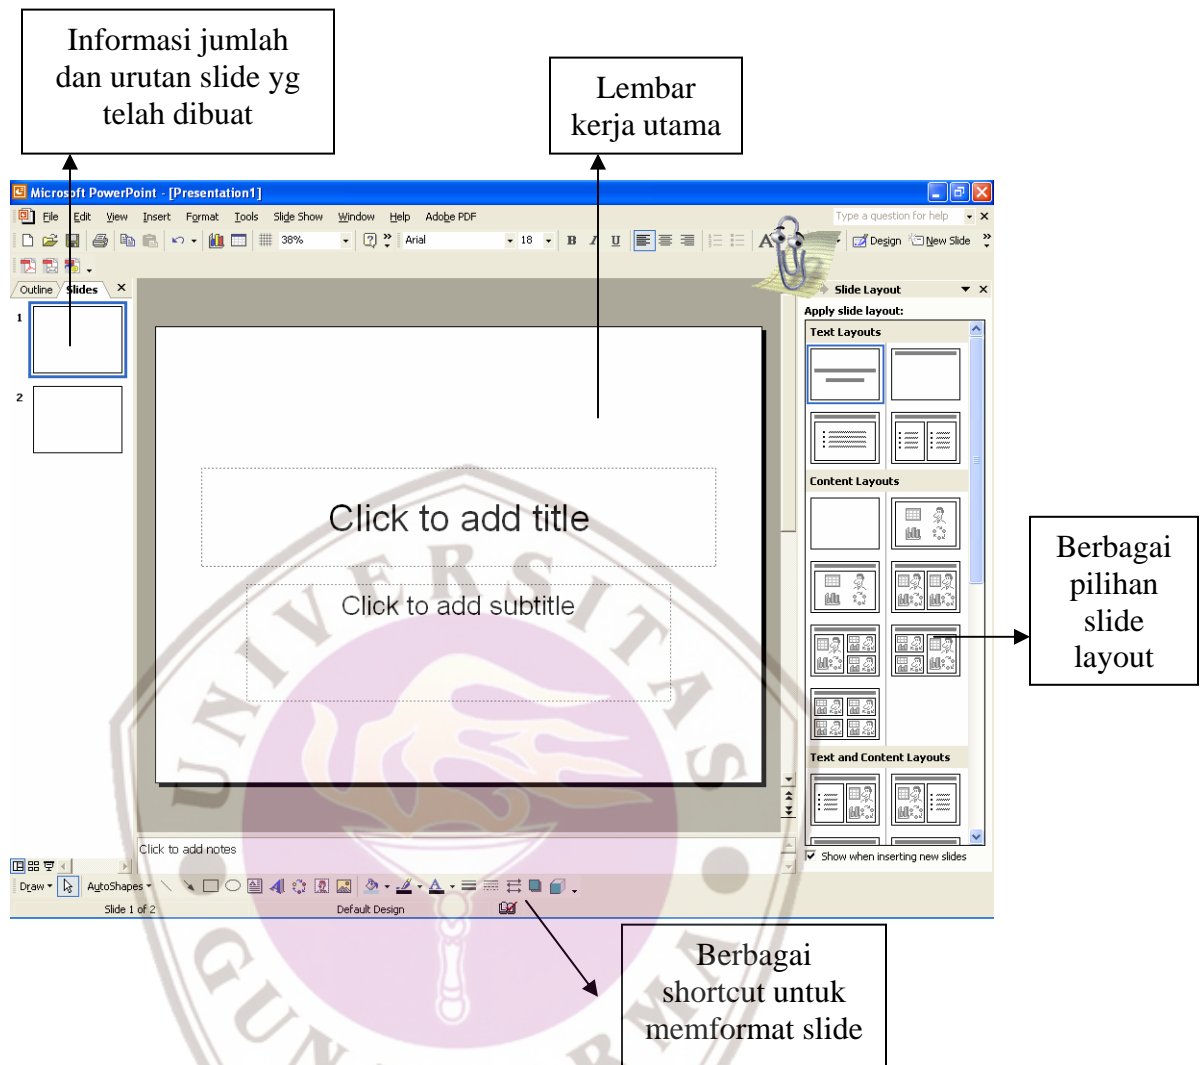 Informasi jumlah
dan urutan slide yg
telah dibuat
Lembar
kerja utama
Microsoft PowerPoint - [Presentation1]
File Edit View Insert Format Tools Slide Show Window Help Adobe PDF
Type a question for help
38%
Arial
18
B I U
Design
New Slide
Outline
Slides
Slide Layout
Apply slide layout:
Text Layouts
1
2
Content Layouts
Click to add title
Click to add subtitle
Berbagai
pilihan
slide
layout
Text and Content Layouts
Click to add notes
Show when inserting new slides
Draw
AutoShapes
Slide 1 of 2
Default Design
Berbagai
shortcut untuk
memformat slide
UNIVERSITAS